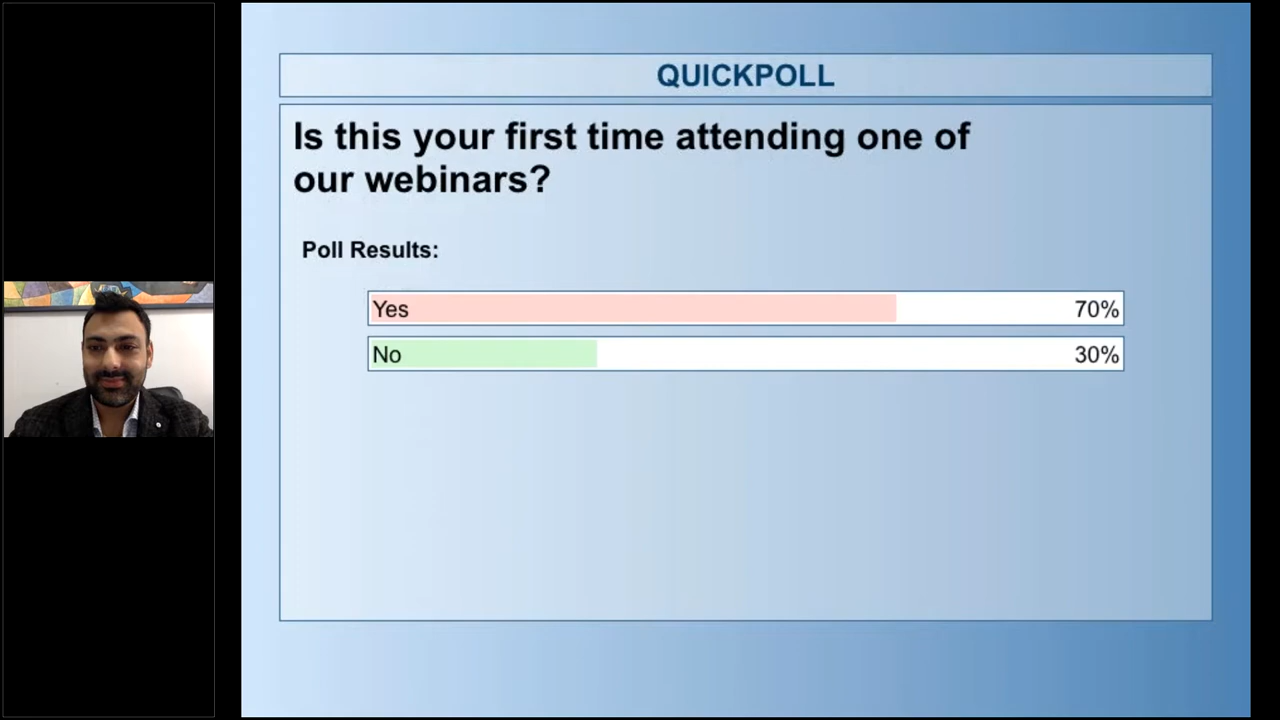 QUICKPOLL
Is this your first time attending one of
our webinars?
Poll Results:
Yes 70%
No 30%